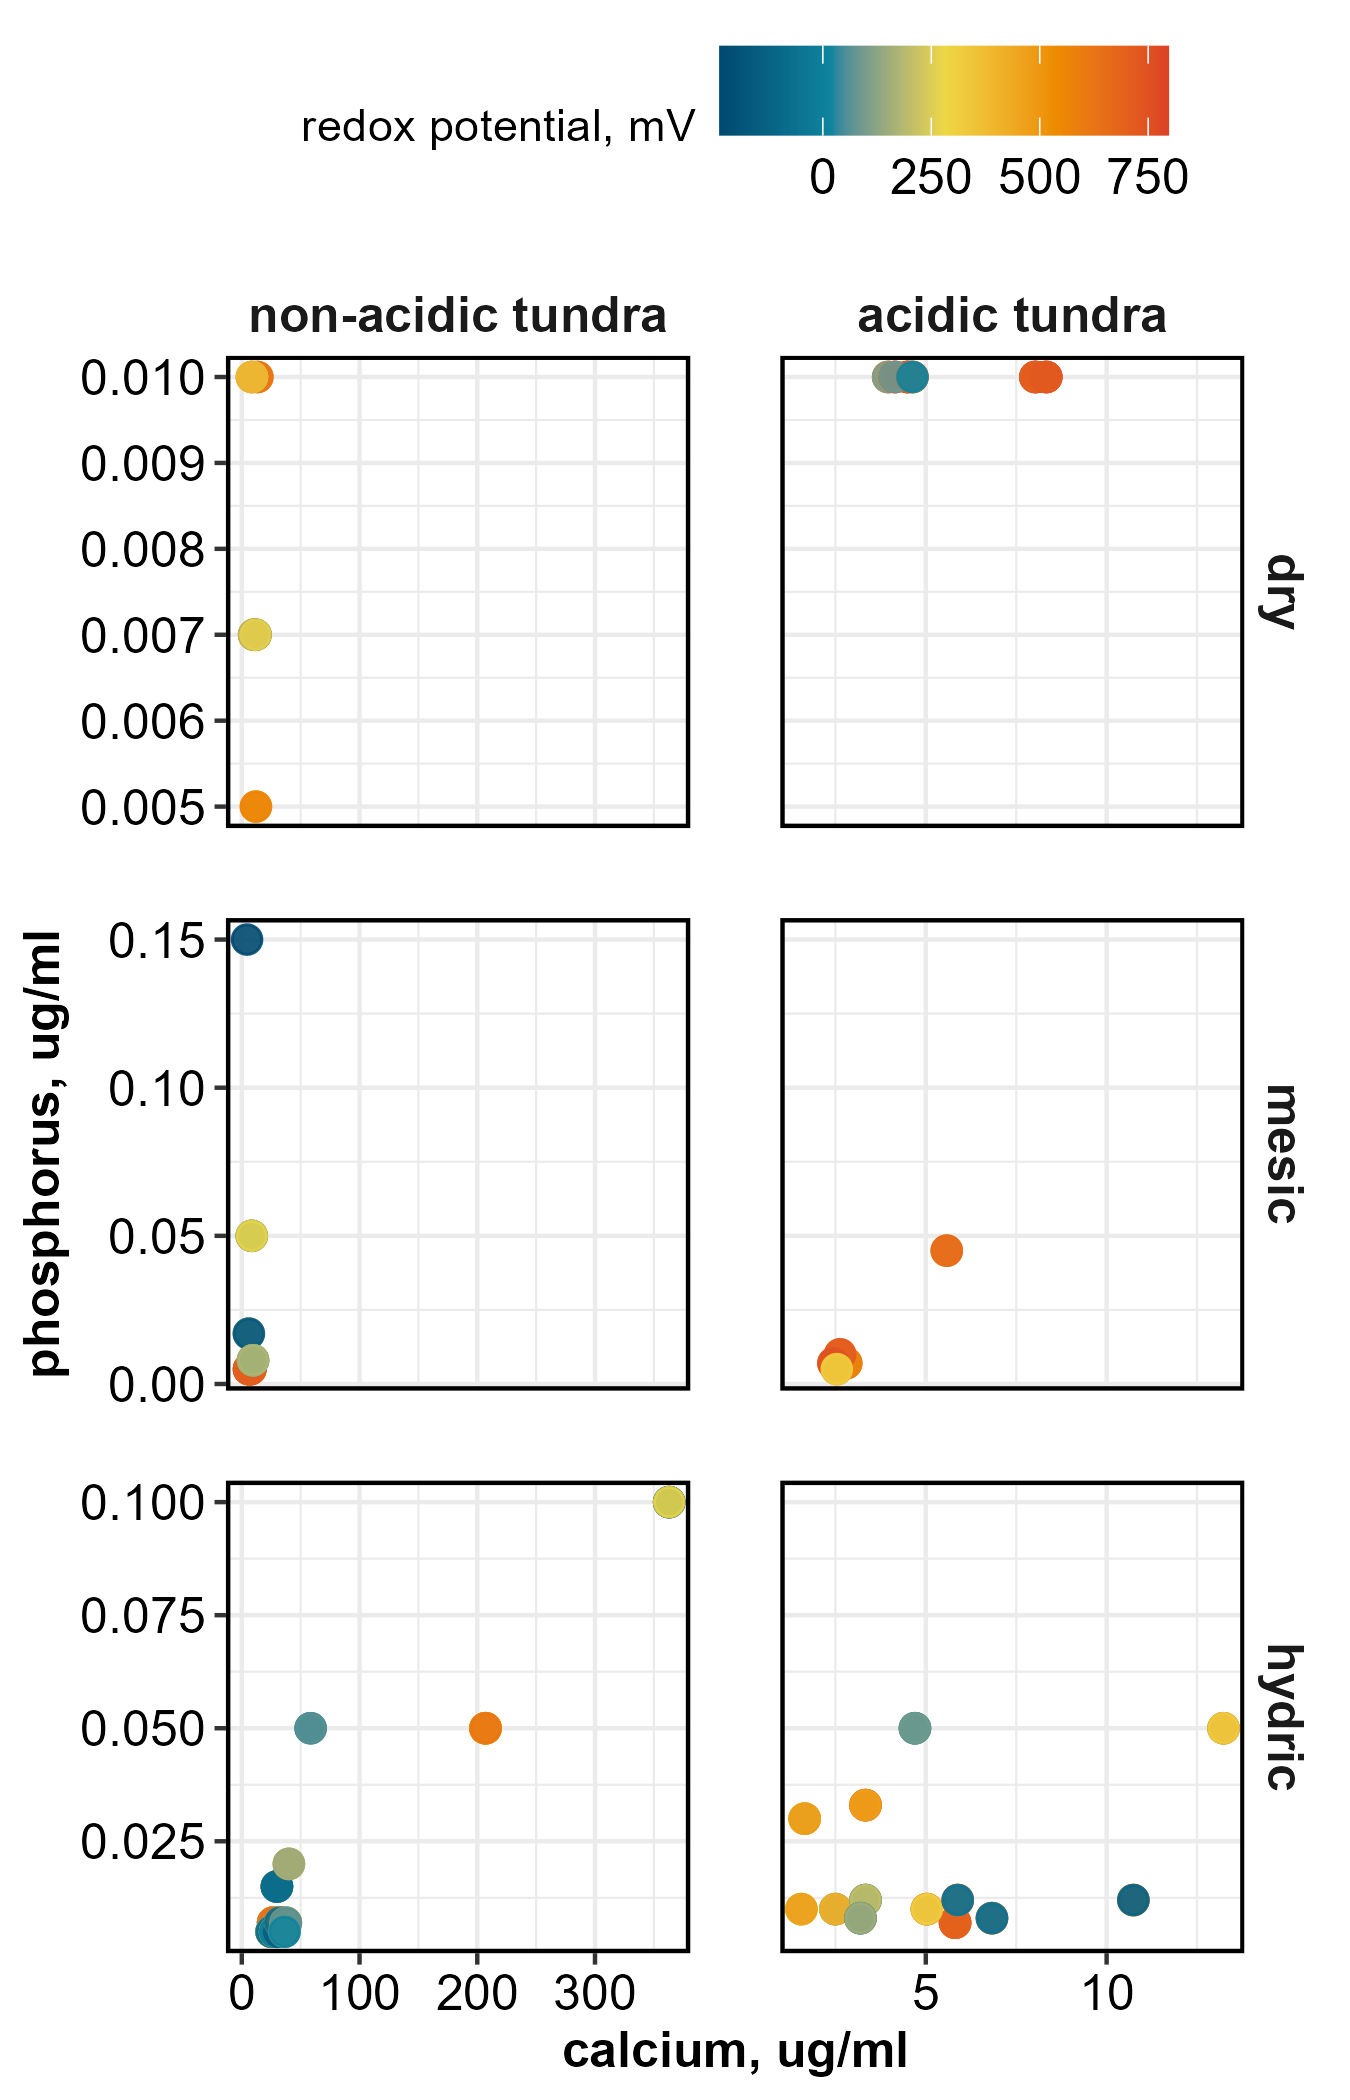 redox potential, mV
0 250 500 750
non-acidic tundra acidic tundra
0.010
0.009
0.008
0.007
0.006
0.005
dry
phosphorus, ug/ml
0.15
0.10
0.05
0.00
mesic
0.100
0.075
0.050
0.025
hydric
0 100 200 300 5 10
calcium, ug/ml